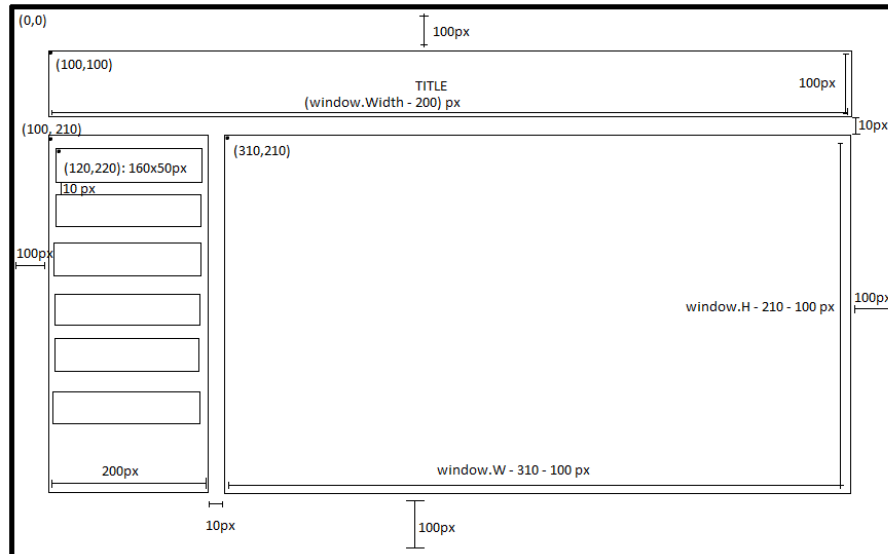 (0,0)
100px
(100,100)
TITLE
100px
(window.Width - 200) px
10px
(100, 210)
(310,210)
(120,220): 160x50px
10 px
100px
100px
window.H - 210 - 100 px
200px
window.W - 310 - 100 px
10px
100px